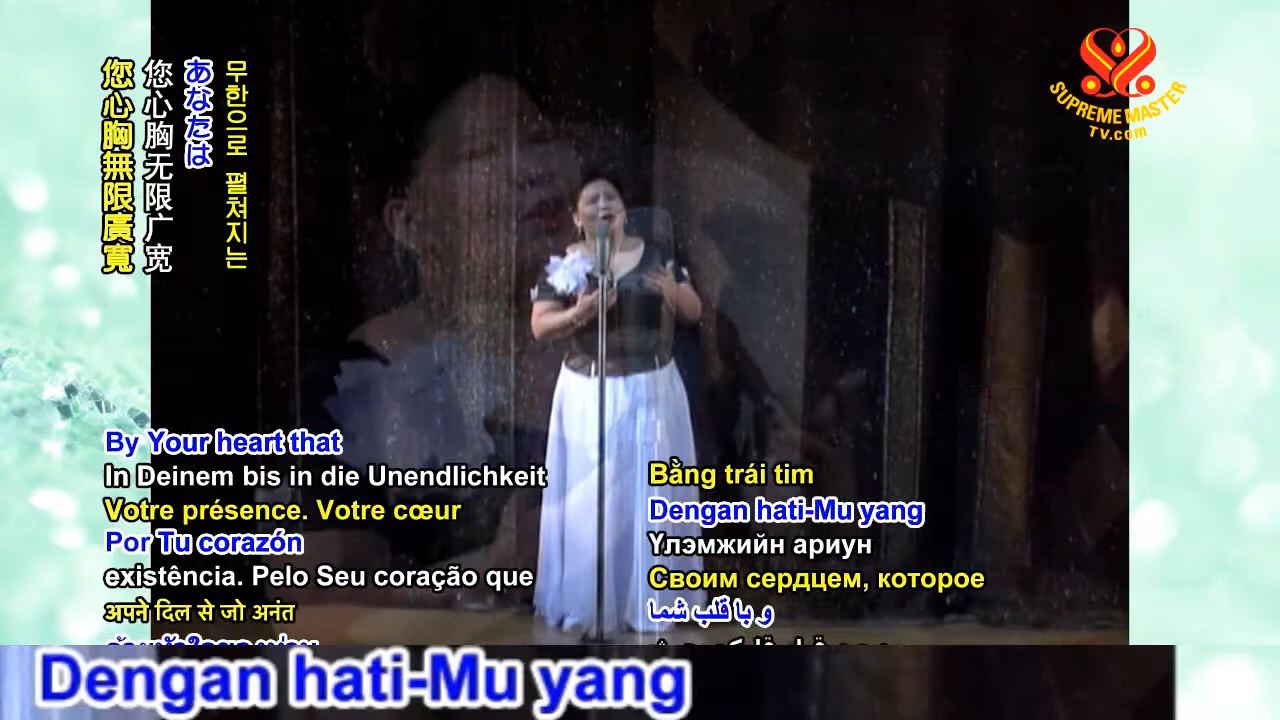 您心胸無限廣寬
您心胸无限广宽
あなたは
무한으로 펼쳐지는
SUPREME MASTER
TV.com
By Your heart that
In Deinem bis in die Unendlichkeit
Votre présence. Votre cœur
Por Tu corazón
existência. Pelo Seu coração que
अपने दिल से जो अनंत
Bằng trái tim
Dengan hati-Mu yang
Үлэмжийн ариун
Своим сердцем, которое
و با قلب شما
Dengan hati-Mu yang